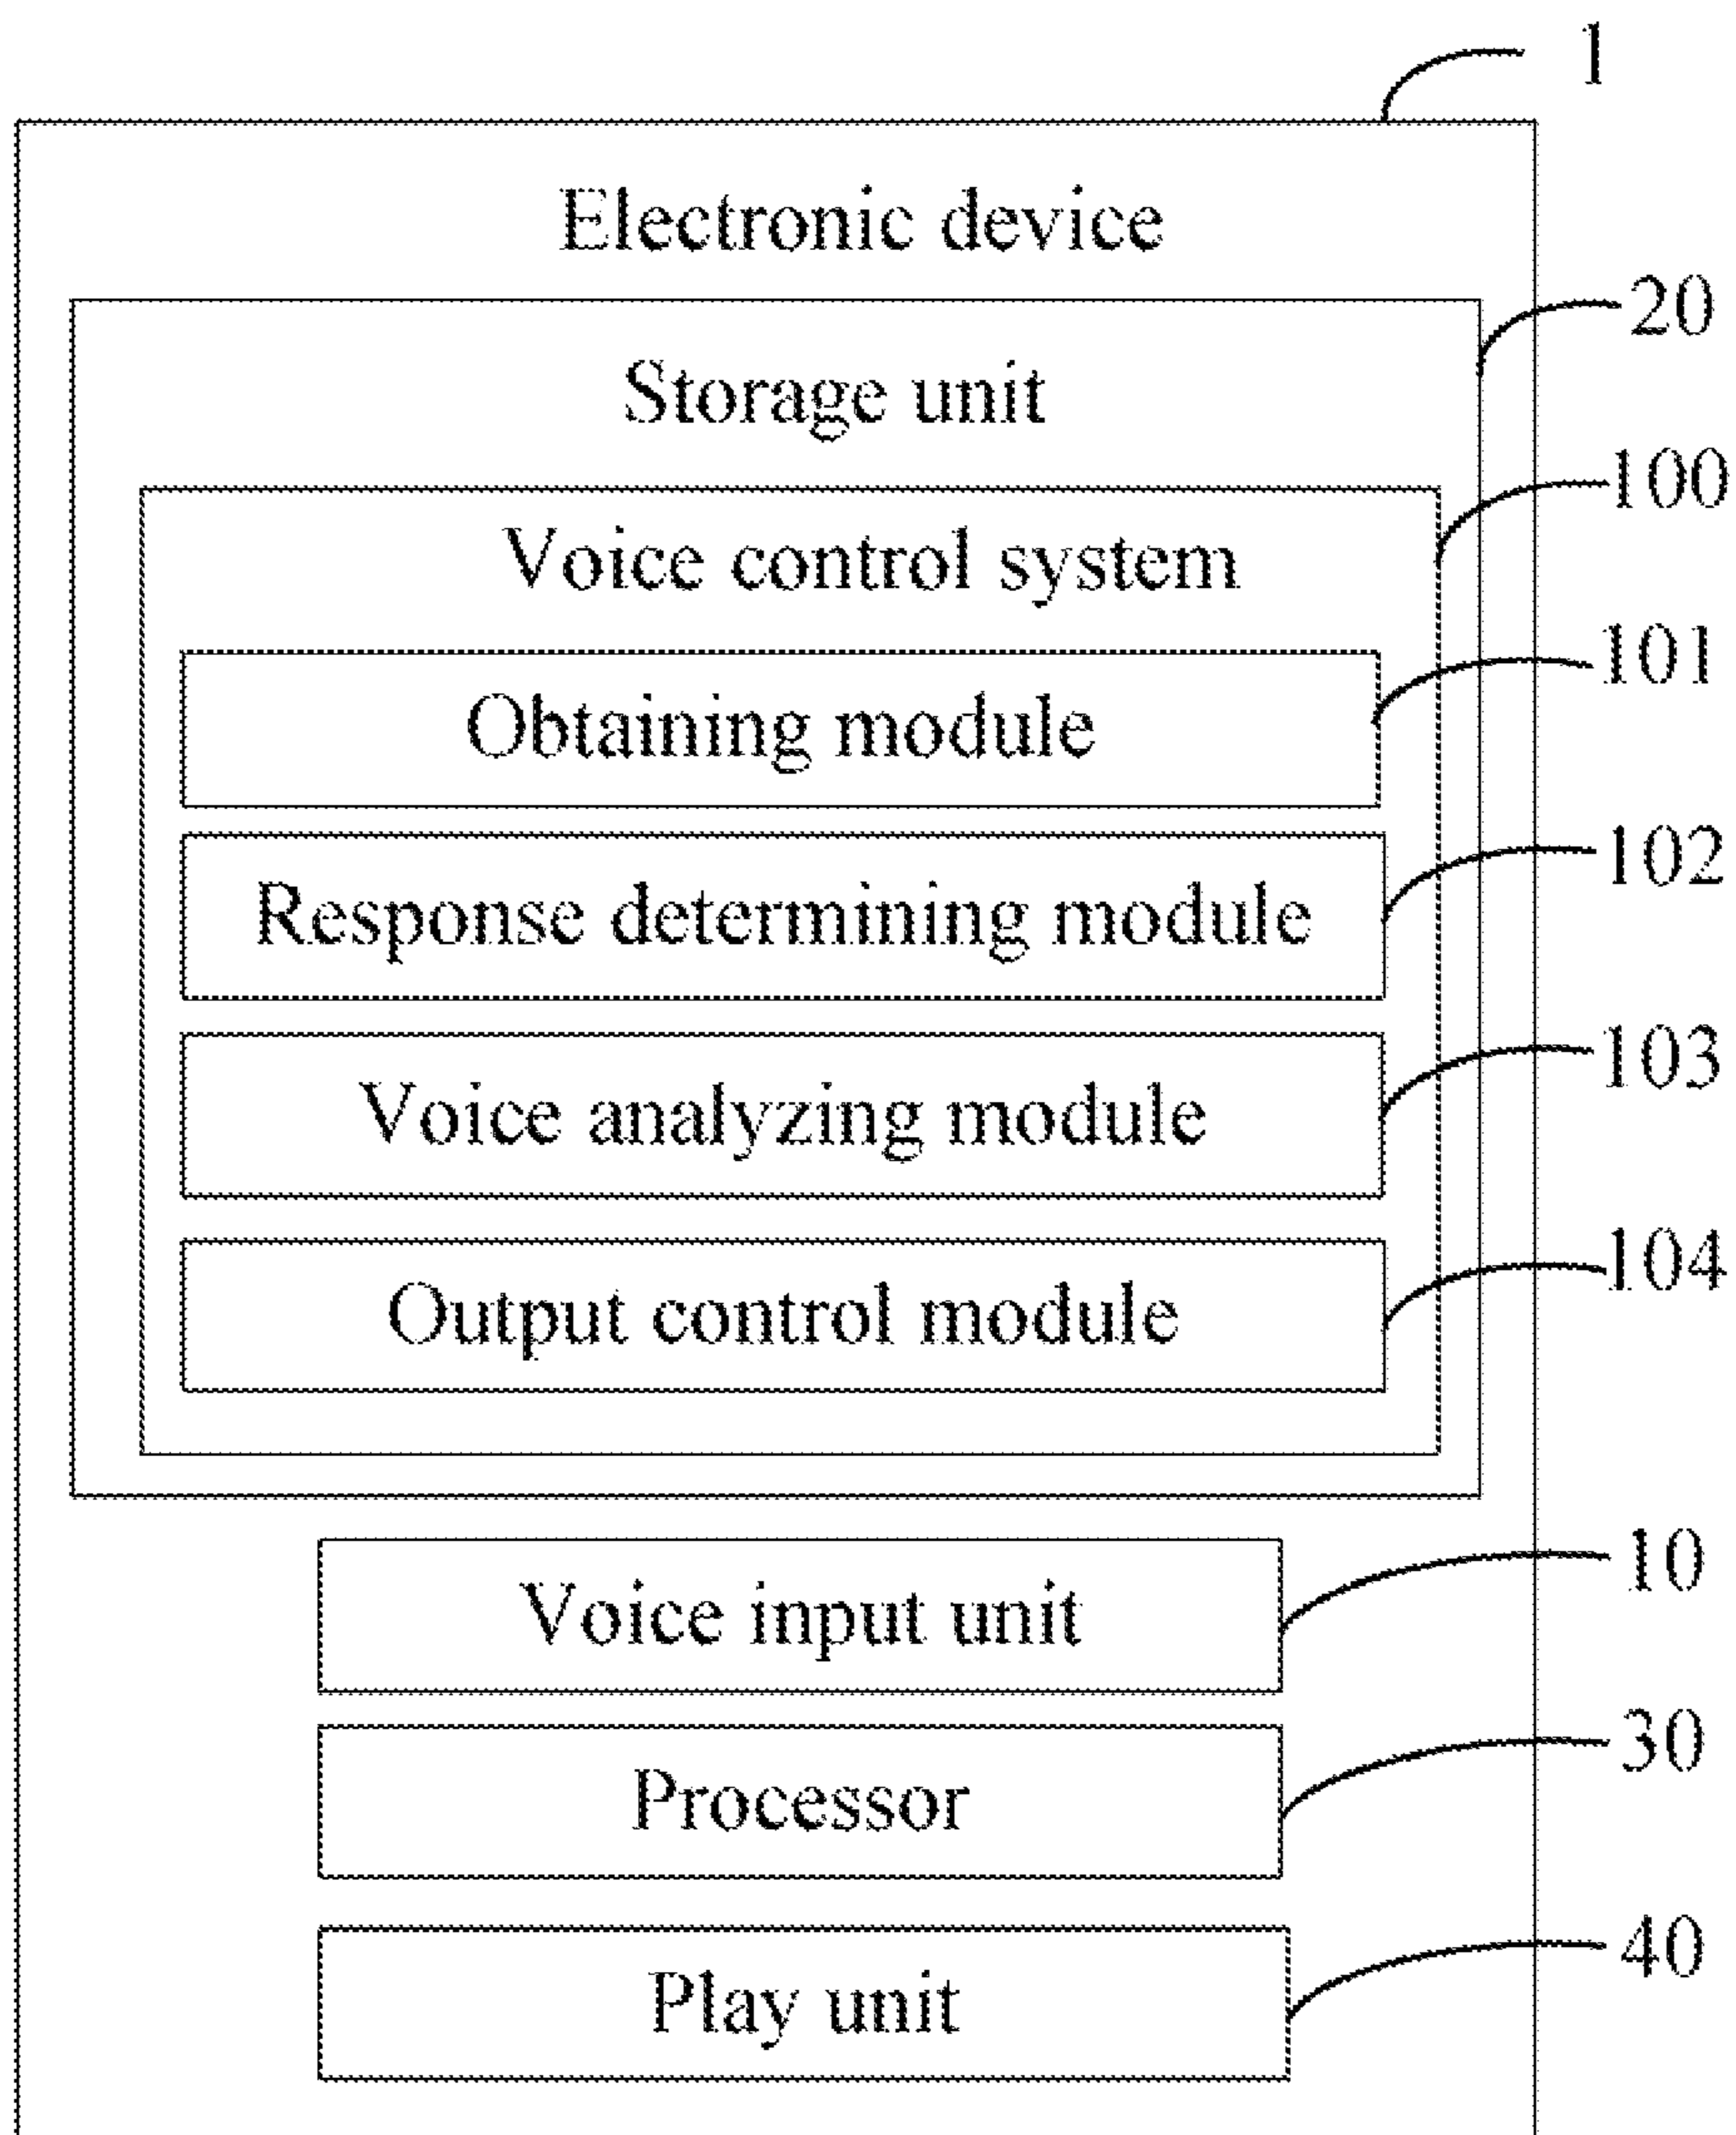 1
Electronic device
20
Storage unit
100
Voice control system
101
Obtaining module
102
Response determining module
103
Voice analyzing module
104
Output control module
10
Voice input unit
30
Processor
40
Play unit